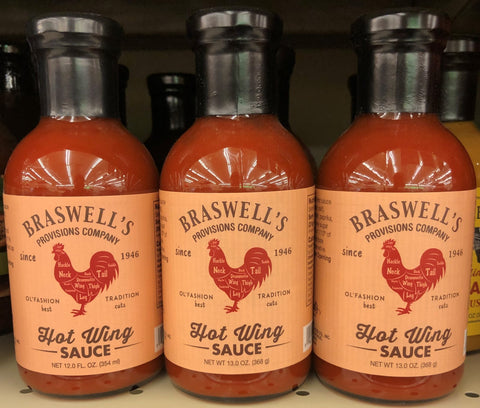 BRASWELL'S
PROVISIONS COMPANY
since 1946
Neck
Tail
Wing Thigh
Leg
OL'FASHION TRADITION
best cuts
Hot Wing
SAUCE
NET 12.0 FL. OZ. (354 ml)
BRASWELL'S
PROVISIONS COMPANY
since 1946
Neck
Tail
Wing Thigh
Leg
OL'FASHION TRADITION
best cuts
Hot Wing
SAUCE
NET WT 13.0 OZ. (368 g)
BRASWELL'S
PROVISIONS COMPANY
since 1946
Neck
Tail
Wing Thigh
Leg
OL'FASHION TRADITION
best cuts
Hot Wing
SAUCE
NET WT 13.0 OZ. (368 g)